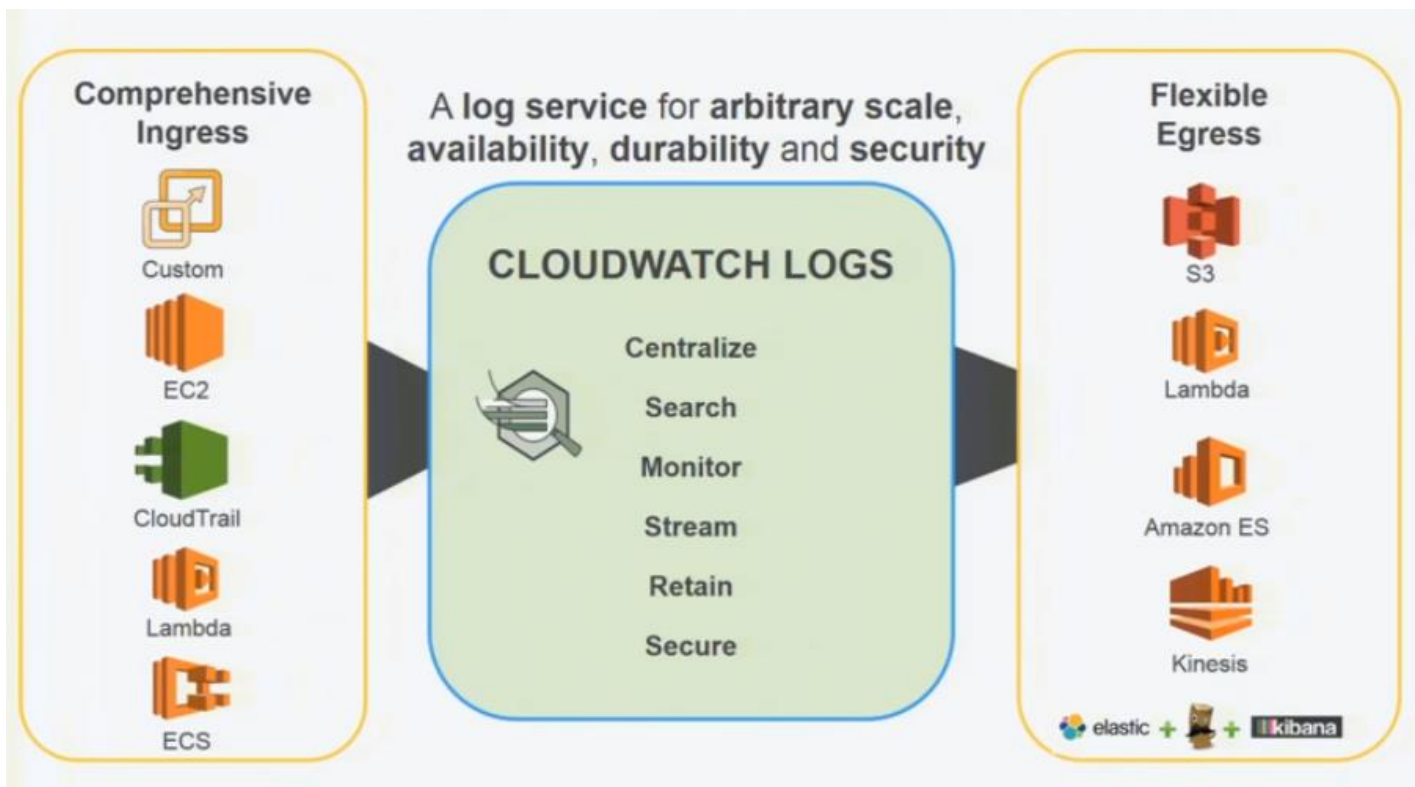 Comprehensive
Ingress
Custom
EC2
CloudTrail
Lambda
ECS
A log service for arbitrary scale,
availability, durability and security
CLOUDWATCH LOGS
Centralize
Search
Monitor
Stream
Retain
Secure
Flexible
Egress
S3
Lambda
Amazon ES
Kinesis
elastic + + kibana